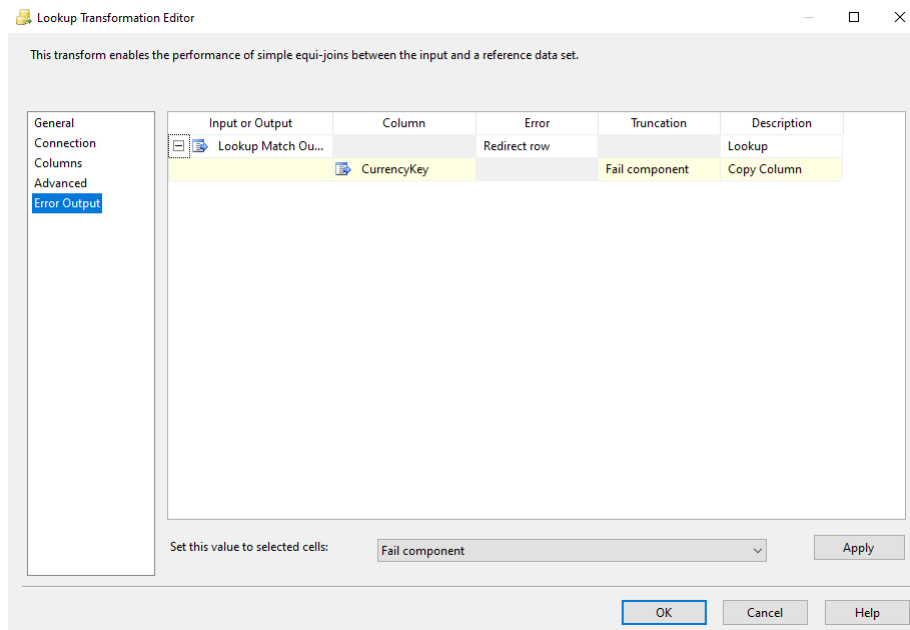 Lookup Transformation Editor
This transform enables the performance of simple equi-joins between the input and a reference data set.
General
Connection
Columns
Advanced
Error Output
Input or Output Column Error Truncation Description
Lookup Match Ou... Redirect row Lookup
CurrencyKey Fail component Copy Column
Set this value to selected cells: Fail component Apply
OK Cancel Help